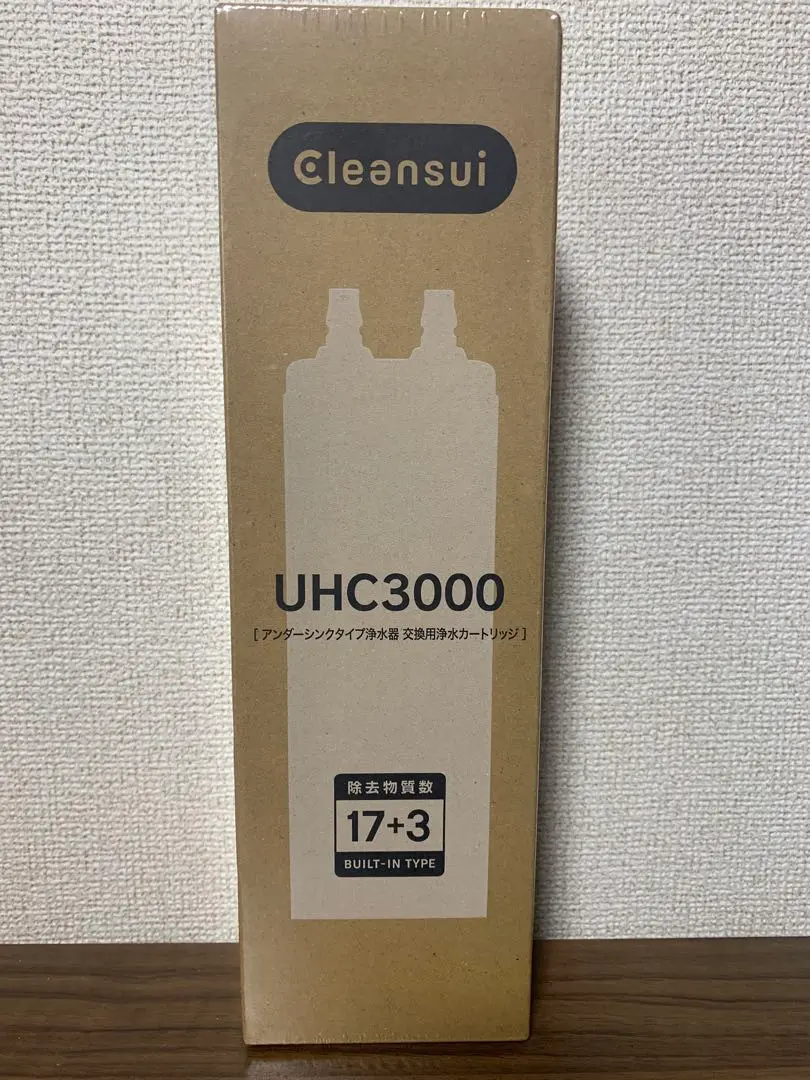 Cleansui
UHC3000
[ アンダーシンクタイプ浄水器 交換用浄水カートリッジ ]
除去物質数
17+3
BUILT-IN TYPE